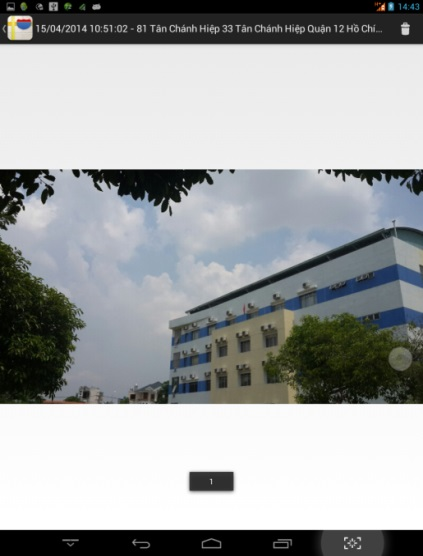 14:43
15/04/2014 10:51:02 - 81 Tân Chánh Hiệp 33 Tân Chánh Hiệp Quận 12 Hồ Chí...
1